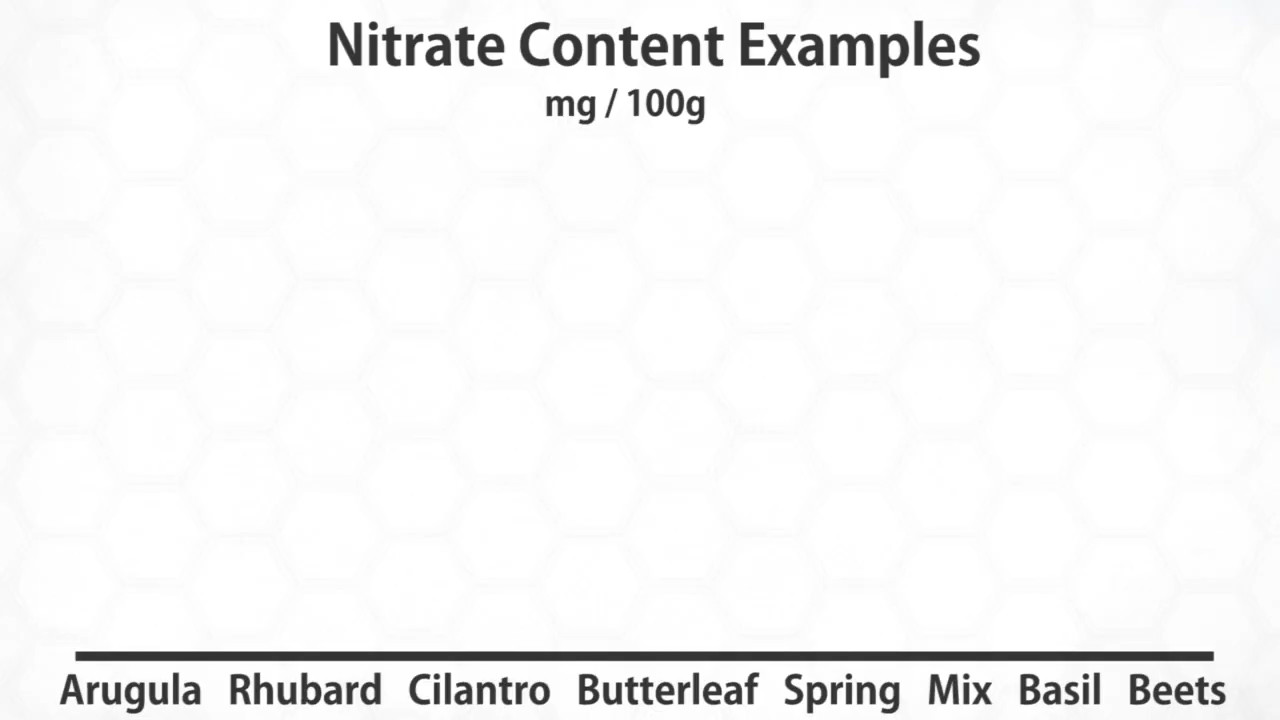 Nitrate Content Examples
mg / 100g
Arugula Rhubard Cilantro Butterleaf Spring Mix Basil Beets